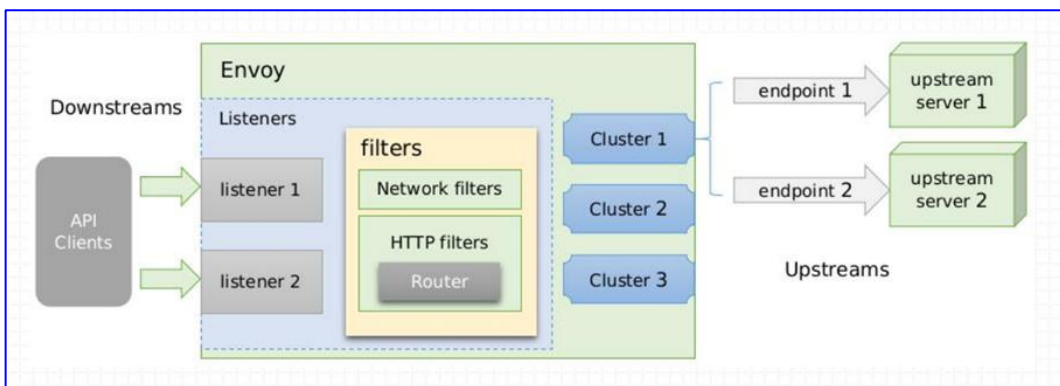 Envoy
Downstreams
Listeners
API
Clients
listener 1
listener 2
filters
Network filters
HTTP filters
Router
Cluster 1
Cluster 2
Cluster 3
endpoint 1
endpoint 2
upstream
server 1
upstream
server 2
Upstreams